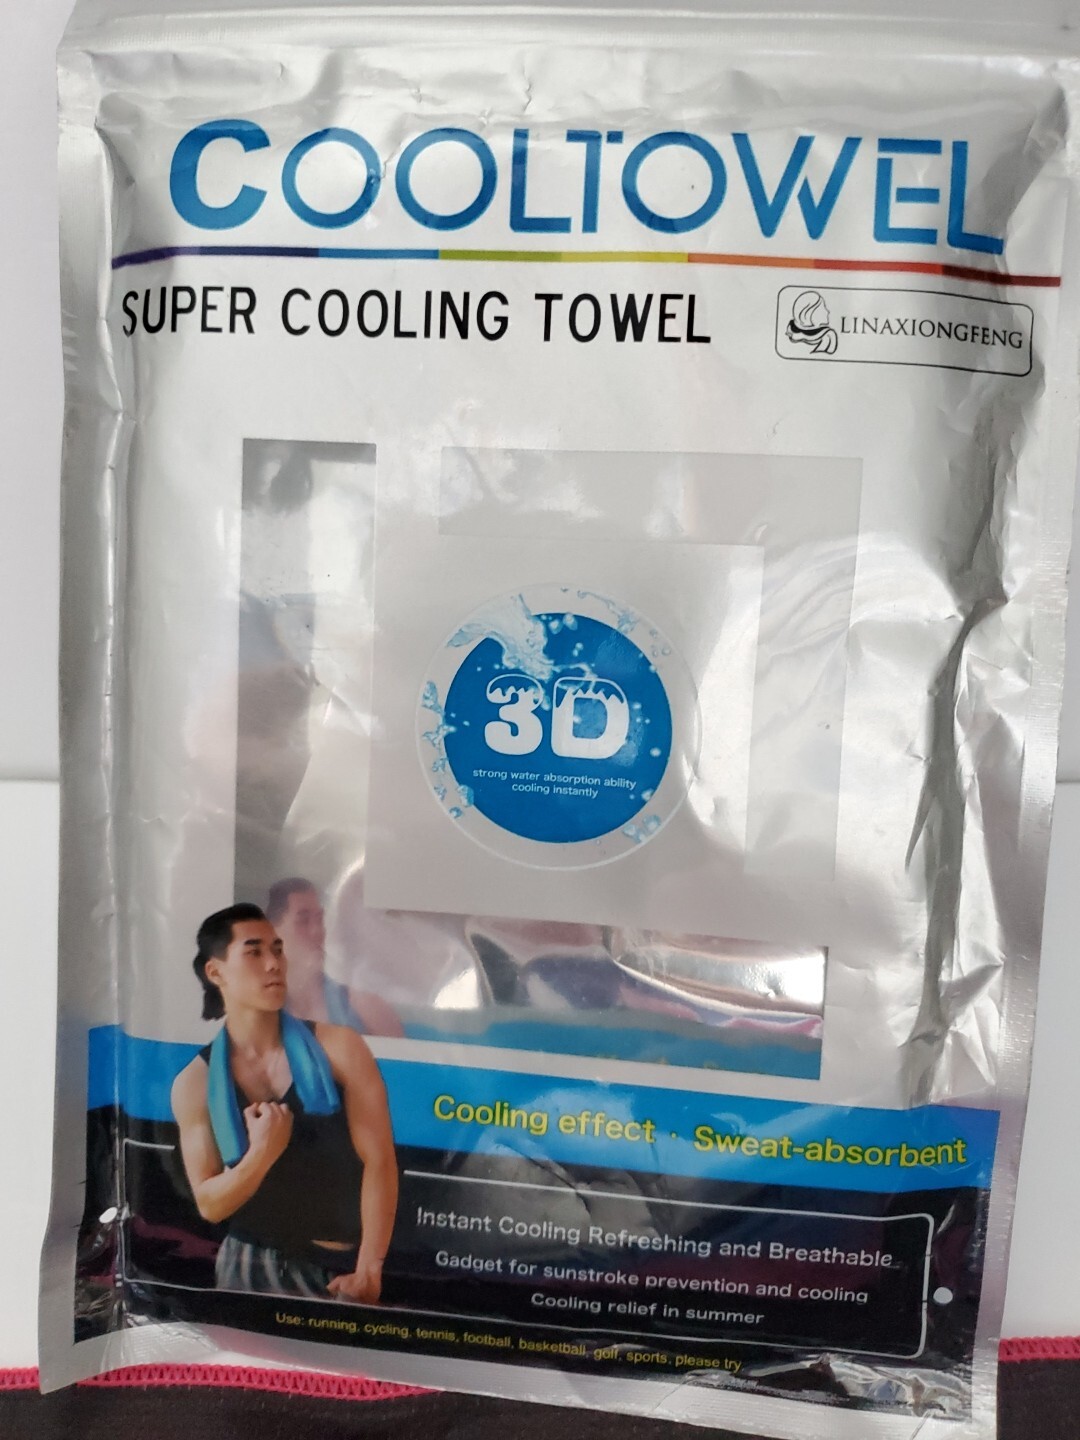 COOLTOWEL
SUPER COOLING TOWEL
LINAXIONGFENG
3D
strong water absorption ability
cooling instantly
Cooling effect · Sweat-absorbent
Instant Cooling Refreshing and Breathable
Gadget for sunstroke prevention and cooling
Cooling relief in summer
Use: running, cycling, tennis, football, basketball, golf, sports, please try.